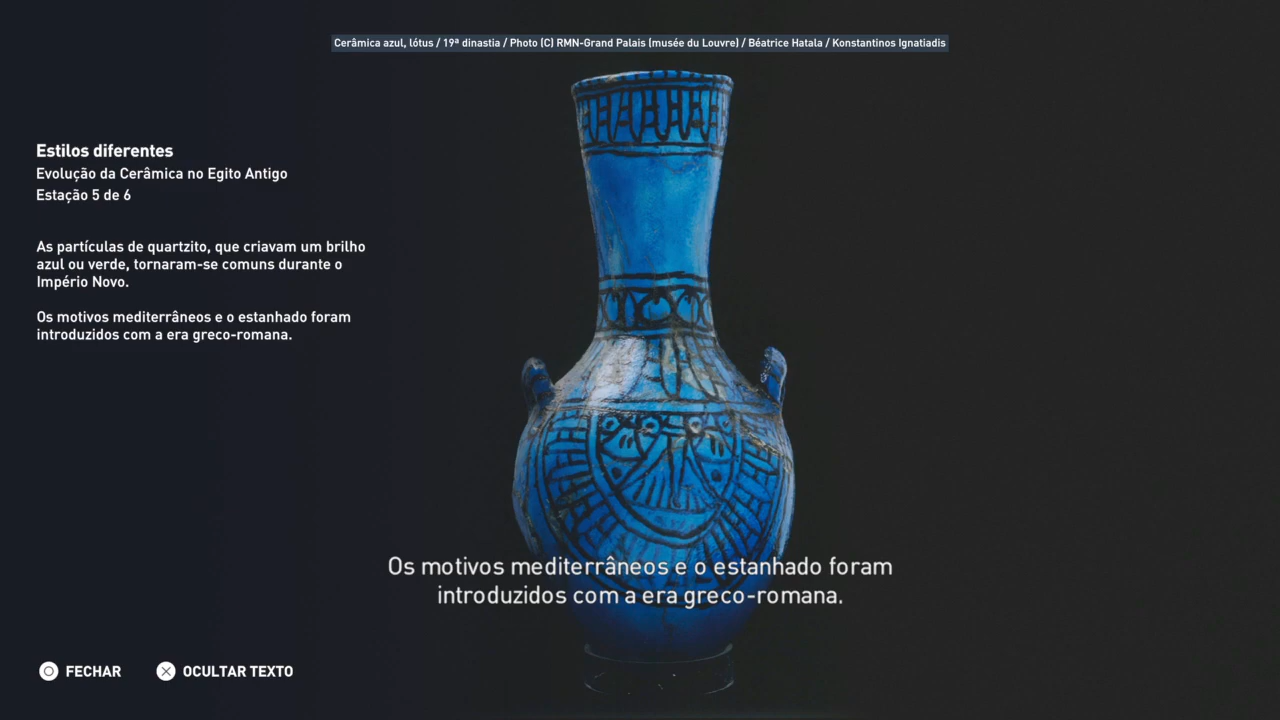 Cerâmica azul, lótus / 19ª dinastia / Photo (C) RMN-Grand Palais (musée du Louvre) / Béatrice Hatala / Konstantinos Ignatiadis
Estilos diferentes
Evolução da Cerâmica no Egito Antigo
Estação 5 de 6
As partículas de quartzito, que criavam um brilho
azul ou verde, tornaram-se comuns durante o
Império Novo.
Os motivos mediterrâneos e o estanhado foram
introduzidos com a era greco-romana.
Os motivos mediterrâneos e o estanhado foram
introduzidos com a era greco-romana.
FECHAR
OCULTAR TEXTO